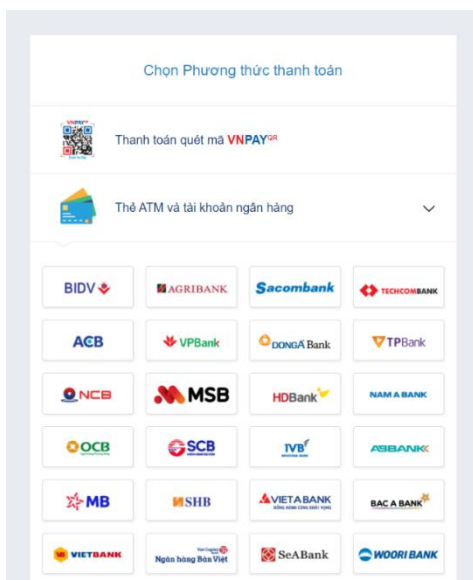 Chọn Phương thức thanh toán
VNPAY
Thanh toán quét mã VNPAYQR
Thẻ ATM và tài khoản ngân hàng
BIDV
AGRIBANK
Sacombank
TECHCOMBANK
ACB
VPBank
DONGA Bank
TPBank
NCB
MSB
HDBank
NAM A BANK
OCB
SCB
IVB
ABBANK
MB
SHB
VIETABANK
BAC A BANK
VIETBANK
Ngân hàng Bản Việt
SeABank
WOORI BANK